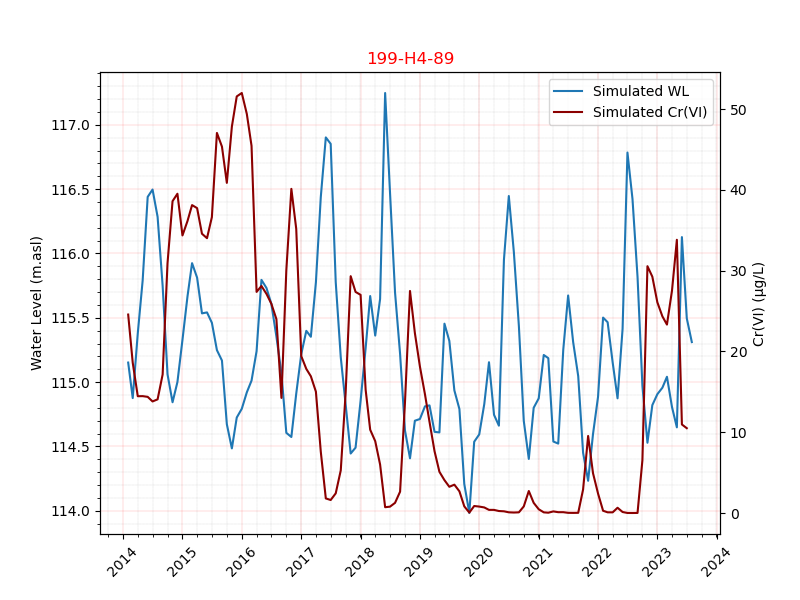 199-H4-89
Simulated WL
Simulated Cr(VI)
Water Level (m.asl)
117.0
116.5
116.0
115.5
115.0
114.5
114.0
50
40
30
20
10
0
Cr(VI) (μg/L)
2014 2015 2016 2017 2018 2019 2020 2021 2022 2023 2024